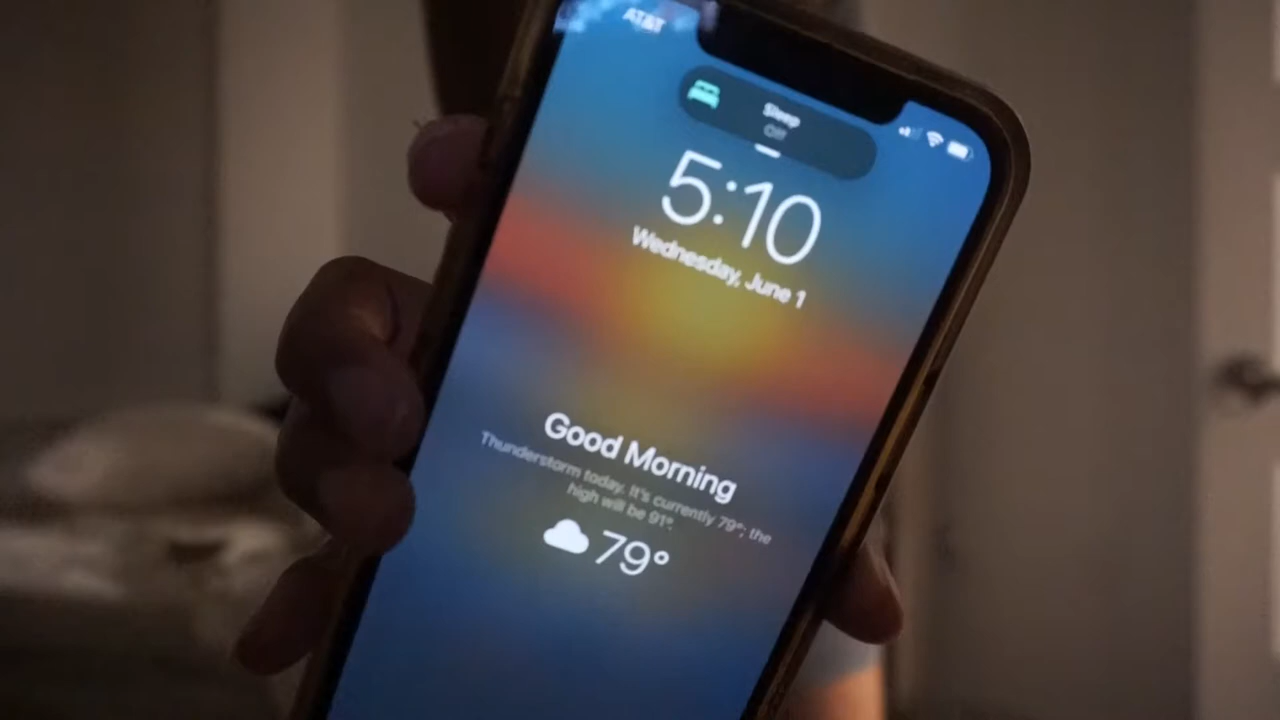 AT&T
Sleep
Off
5:10
Wednesday, June 1
Good Morning
Thunderstorm today. It's currently 79°; the
high will be 91°.
79°